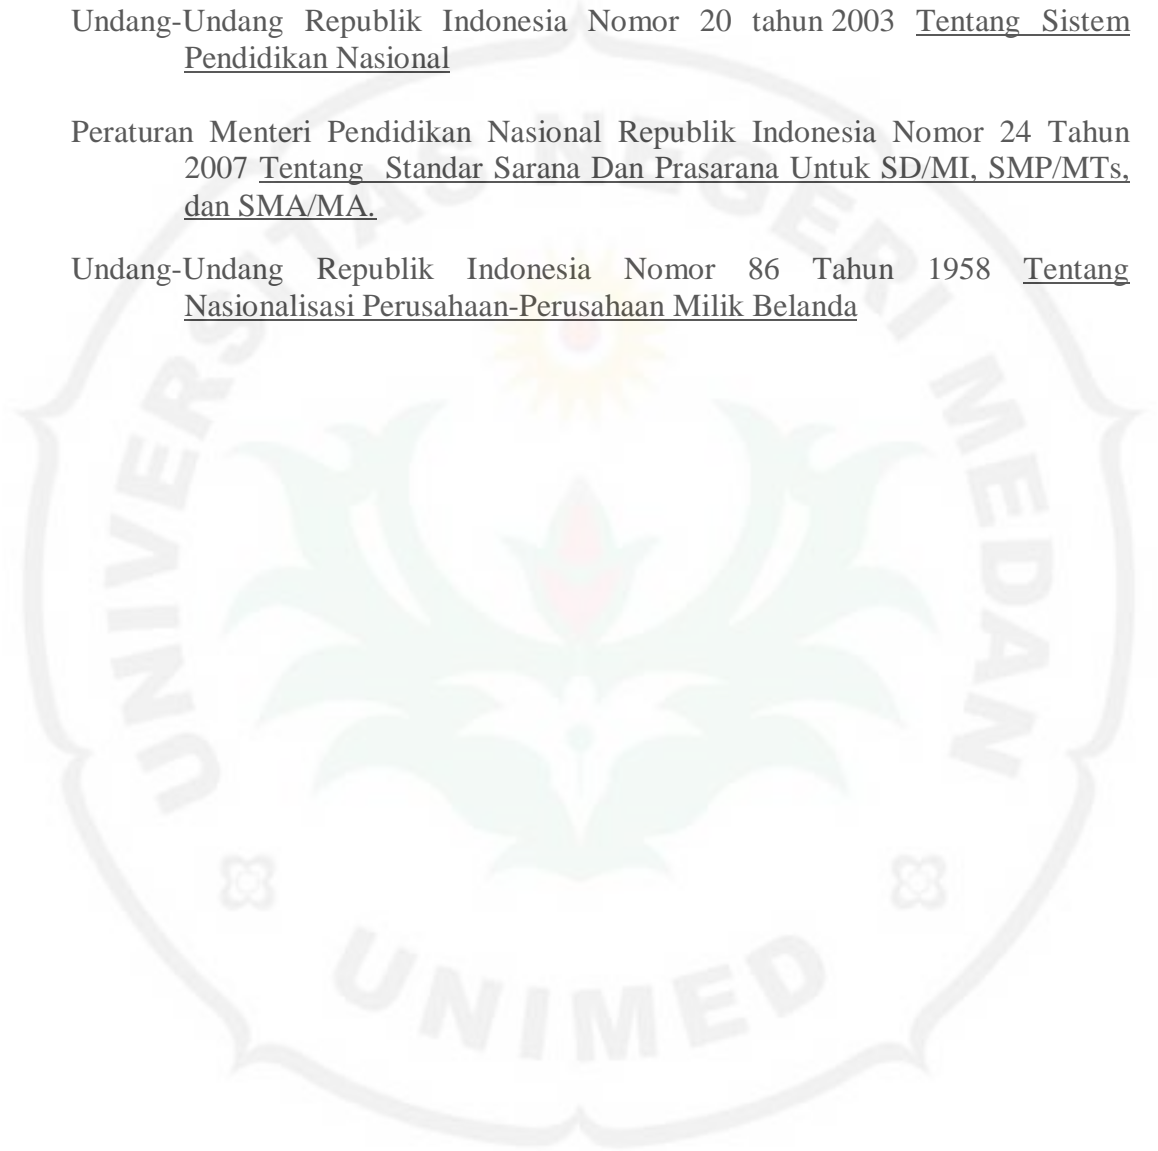 Undang-Undang Republik Indonesia Nomor 20 tahun 2003 Tentang Sistem
Pendidikan Nasional
Peraturan Menteri Pendidikan Nasional Republik Indonesia Nomor 24 Tahun
2007 Tentang Standar Sarana Dan Prasarana Untuk SD/MI, SMP/MTs,
dan SMA/MA.
Undang-Undang Republik Indonesia Nomor 86 Tahun 1958 Tentang
Nasionalisasi Perusahaan-Perusahaan Milik Belanda
UNIVERSITAS NEGERI MEDAN
UNIMED